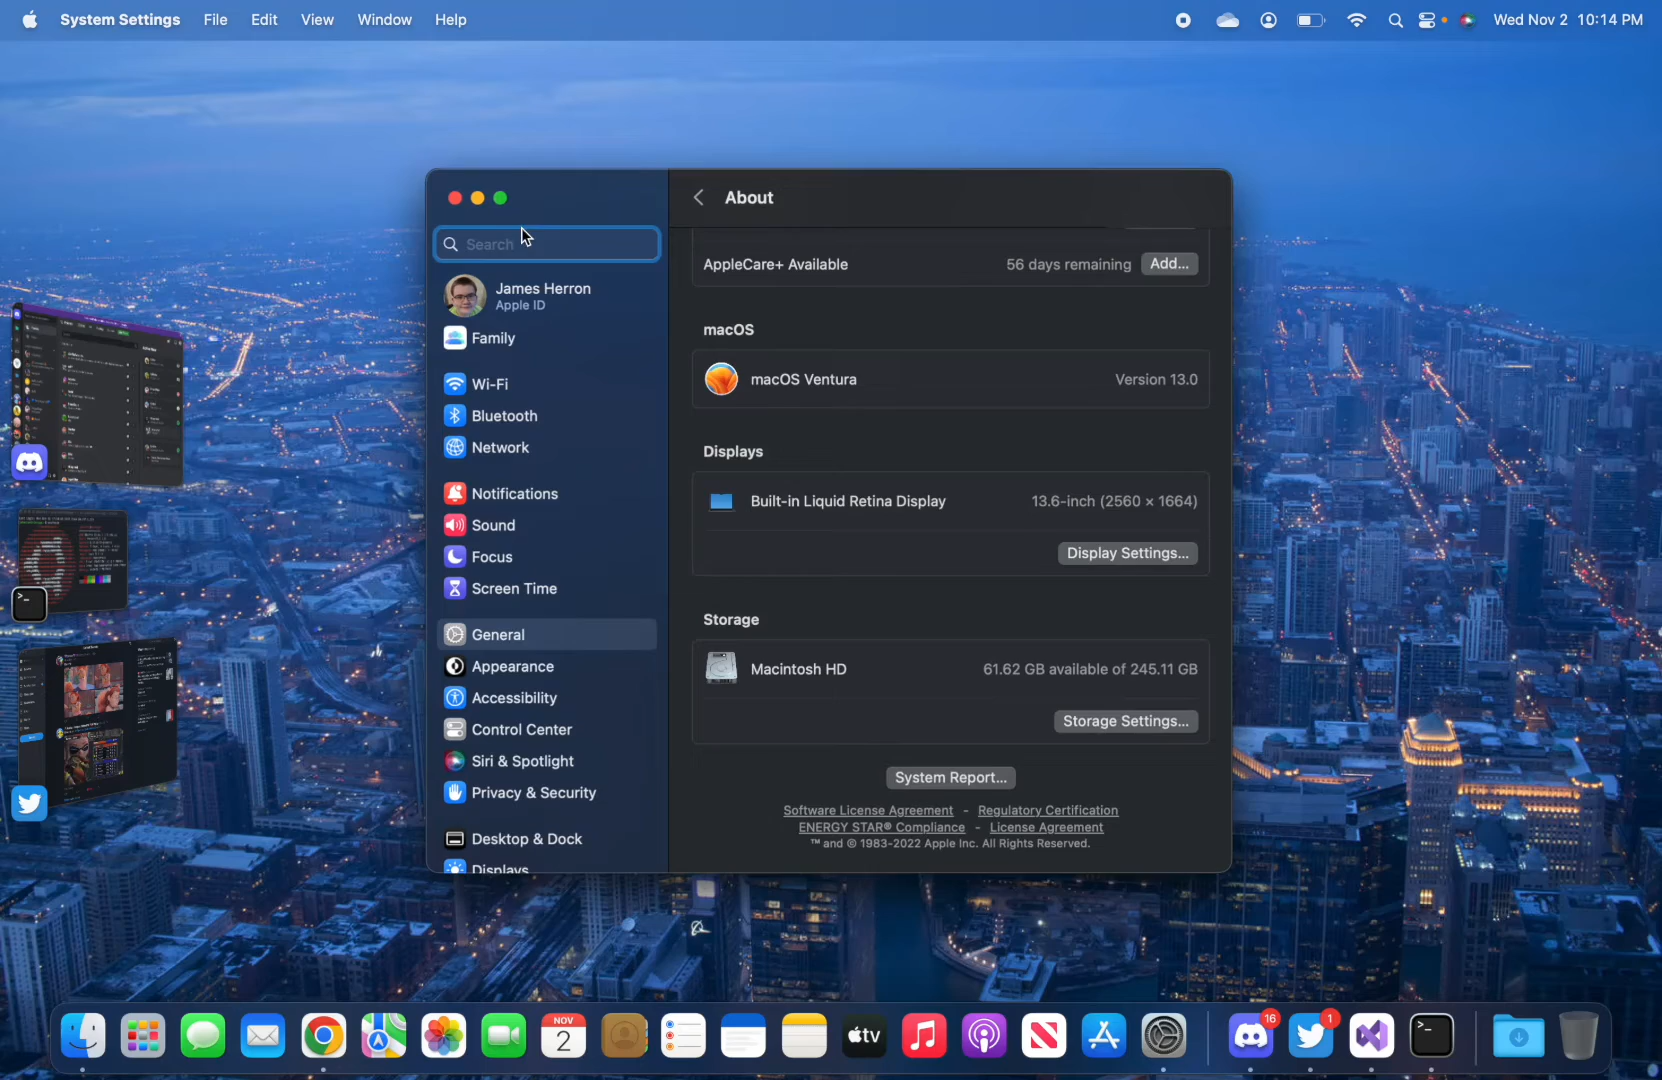 System Settings File Edit View Window Help Wed Nov 2 10:14 PM
About
Search
AppleCare+ Available 56 days remaining Add...
James Herron
Apple ID
Family
macOS
macOS Ventura Version 13.0
Wi-Fi
Bluetooth
Network
Displays
Built-in Liquid Retina Display 13.6-inch (2560 × 1664)
Display Settings...
Notifications
Sound
Focus
Screen Time
Storage
Macintosh HD 61.62 GB available of 245.11 GB
Storage Settings...
General
Appearance
Accessibility
Control Center
Siri & Spotlight
Privacy & Security
Desktop & Dock
Displays
System Report...
Software License Agreement - Regulatory Certification
ENERGY STAR® Compliance - License Agreement
™ and © 1983-2022 Apple Inc. All Rights Reserved.
NOV
2
tv
16
1